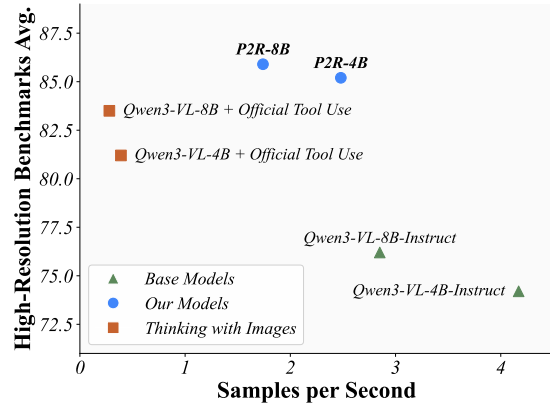 High-Resolution Benchmarks Avg.
87.5
85.0
82.5
80.0
77.5
75.0
72.5
P2R-8B
P2R-4B
Qwen3-VL-8B + Official Tool Use
Qwen3-VL-4B + Official Tool Use
Qwen3-VL-8B-Instruct
Qwen3-VL-4B-Instruct
Base Models
Our Models
Thinking with Images
0 1 2 3 4
Samples per Second